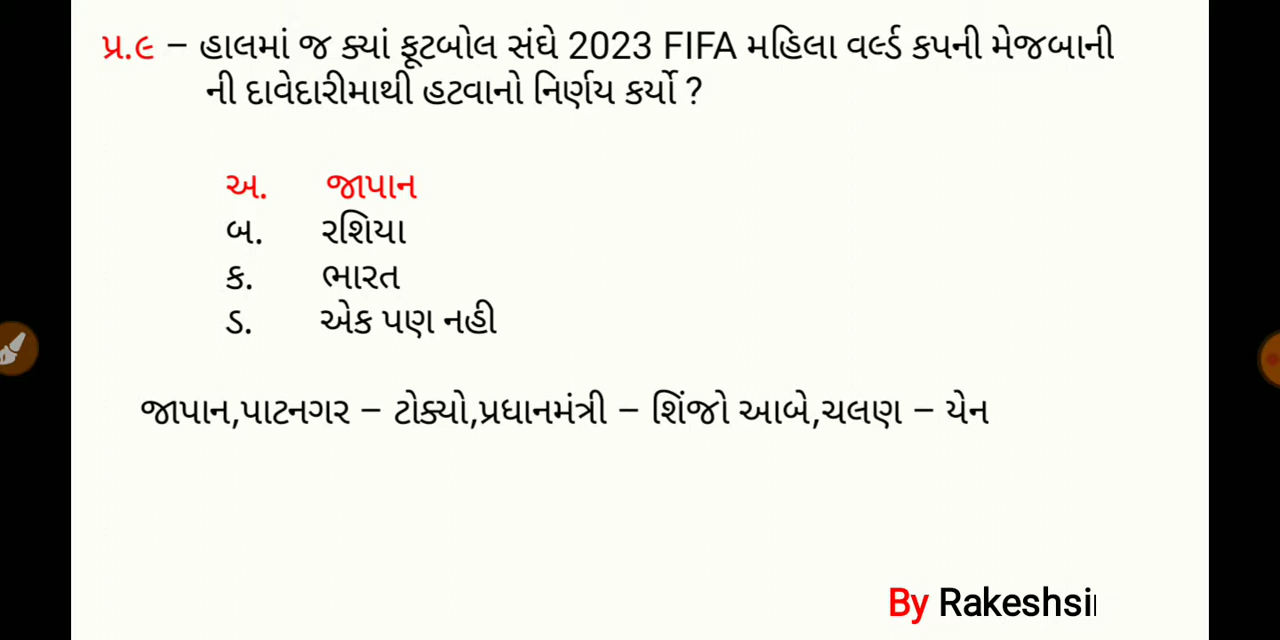 પ્ર.૯ – હાલમાં જ ક્યાં ફૂટબોલ સંઘે 2023 FIFA મહિલા વર્લ્ડ કપની મેજબાની
ની દાવેદારીમાથી હટવાનો નિર્ણય કર્યો ?
અ. જાપાન
બ. રશિયા
ક. ભારત
ડ. એક પણ નહી
જાપાન,પાટનગર – ટોક્યો,પ્રધાનમંત્રી – શિંજો આબે,ચલણ – યેન
By Rakeshsi